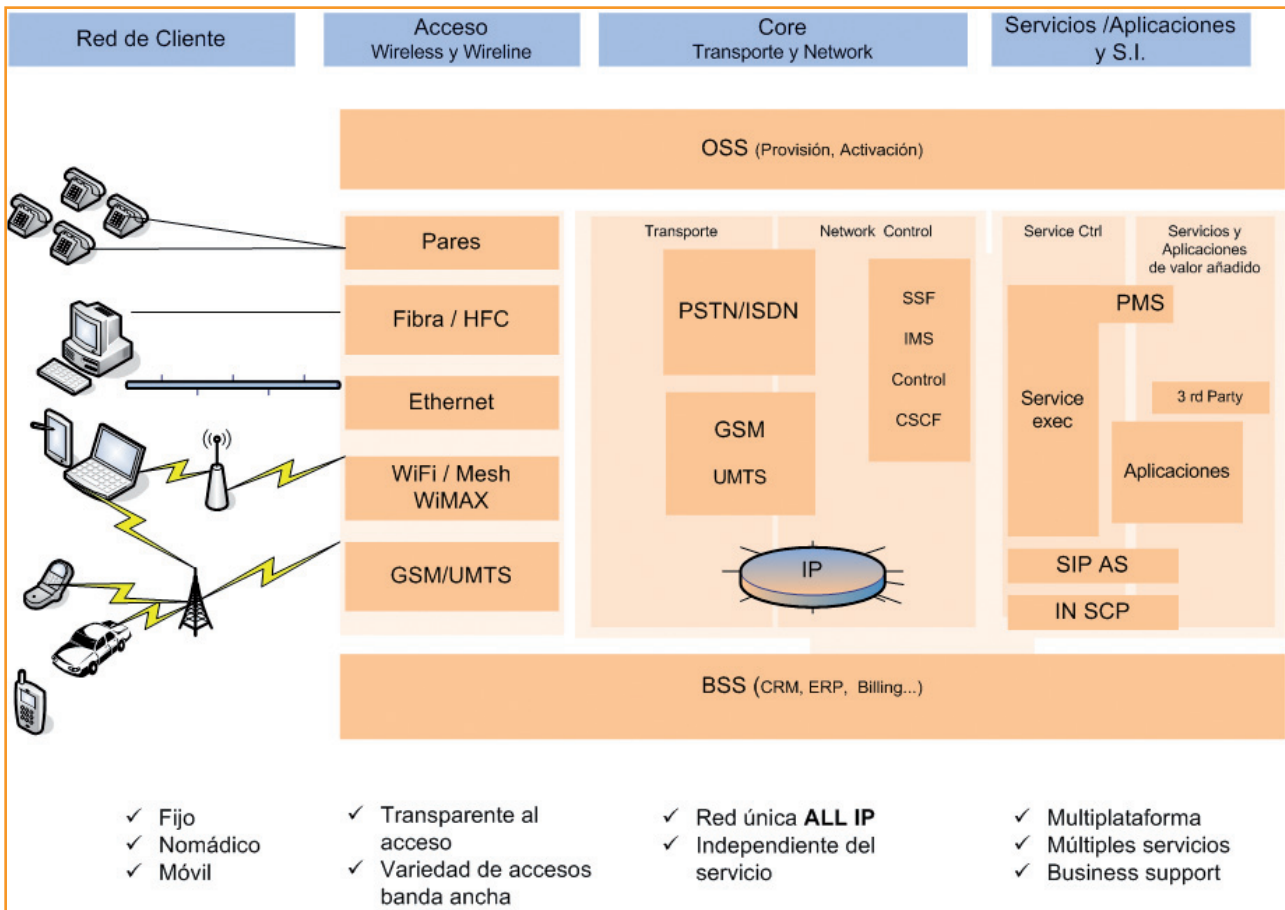 Red de Cliente
Acceso
Wireless y Wireline
Core
Transporte y Network
Servicios /Aplicaciones
y S.I.
OSS (Provisión, Activación)
Pares
Fibra / HFC
Ethernet
WiFi / Mesh
WiMAX
GSM/UMTS
Transporte
Network Control
PSTN/ISDN
GSM
UMTS
SSF
IMS
Control
CSCF
IP
Service Ctrl
Servicios y
Aplicaciones
de valor añadido
PMS
Service
exec
3 rd Party
Aplicaciones
SIP AS
IN SCP
BSS (CRM, ERP, Billing...)
✓ Fijo
✓ Nomádico
✓ Móvil
✓ Transparente al
acceso
✓ Variedad de accesos
banda ancha
✓ Red única ALL IP
✓ Independiente del
servicio
✓ Multiplataforma
✓ Múltiples servicios
✓ Business support